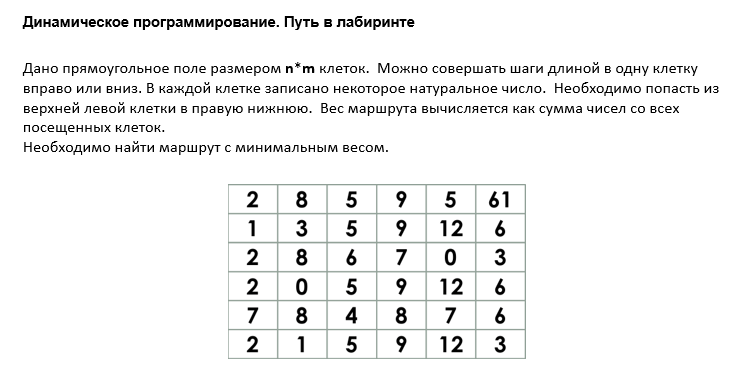 Динамическое программирование. Путь в лабиринте
Дано прямоугольное поле размером n*m клеток. Можно совершать шаги длиной в одну клетку
вправо или вниз. В каждой клетке записано некоторое натуральное число. Необходимо попасть из
верхней левой клетки в правую нижнюю. Вес маршрута вычисляется как сумма чисел со всех
посещенных клеток.
Необходимо найти маршрут с минимальным весом.
2 8 5 9 5 61
1 3 5 9 12 6
2 8 6 7 0 3
2 0 5 9 12 6
7 8 4 8 7 6
2 1 5 9 12 3